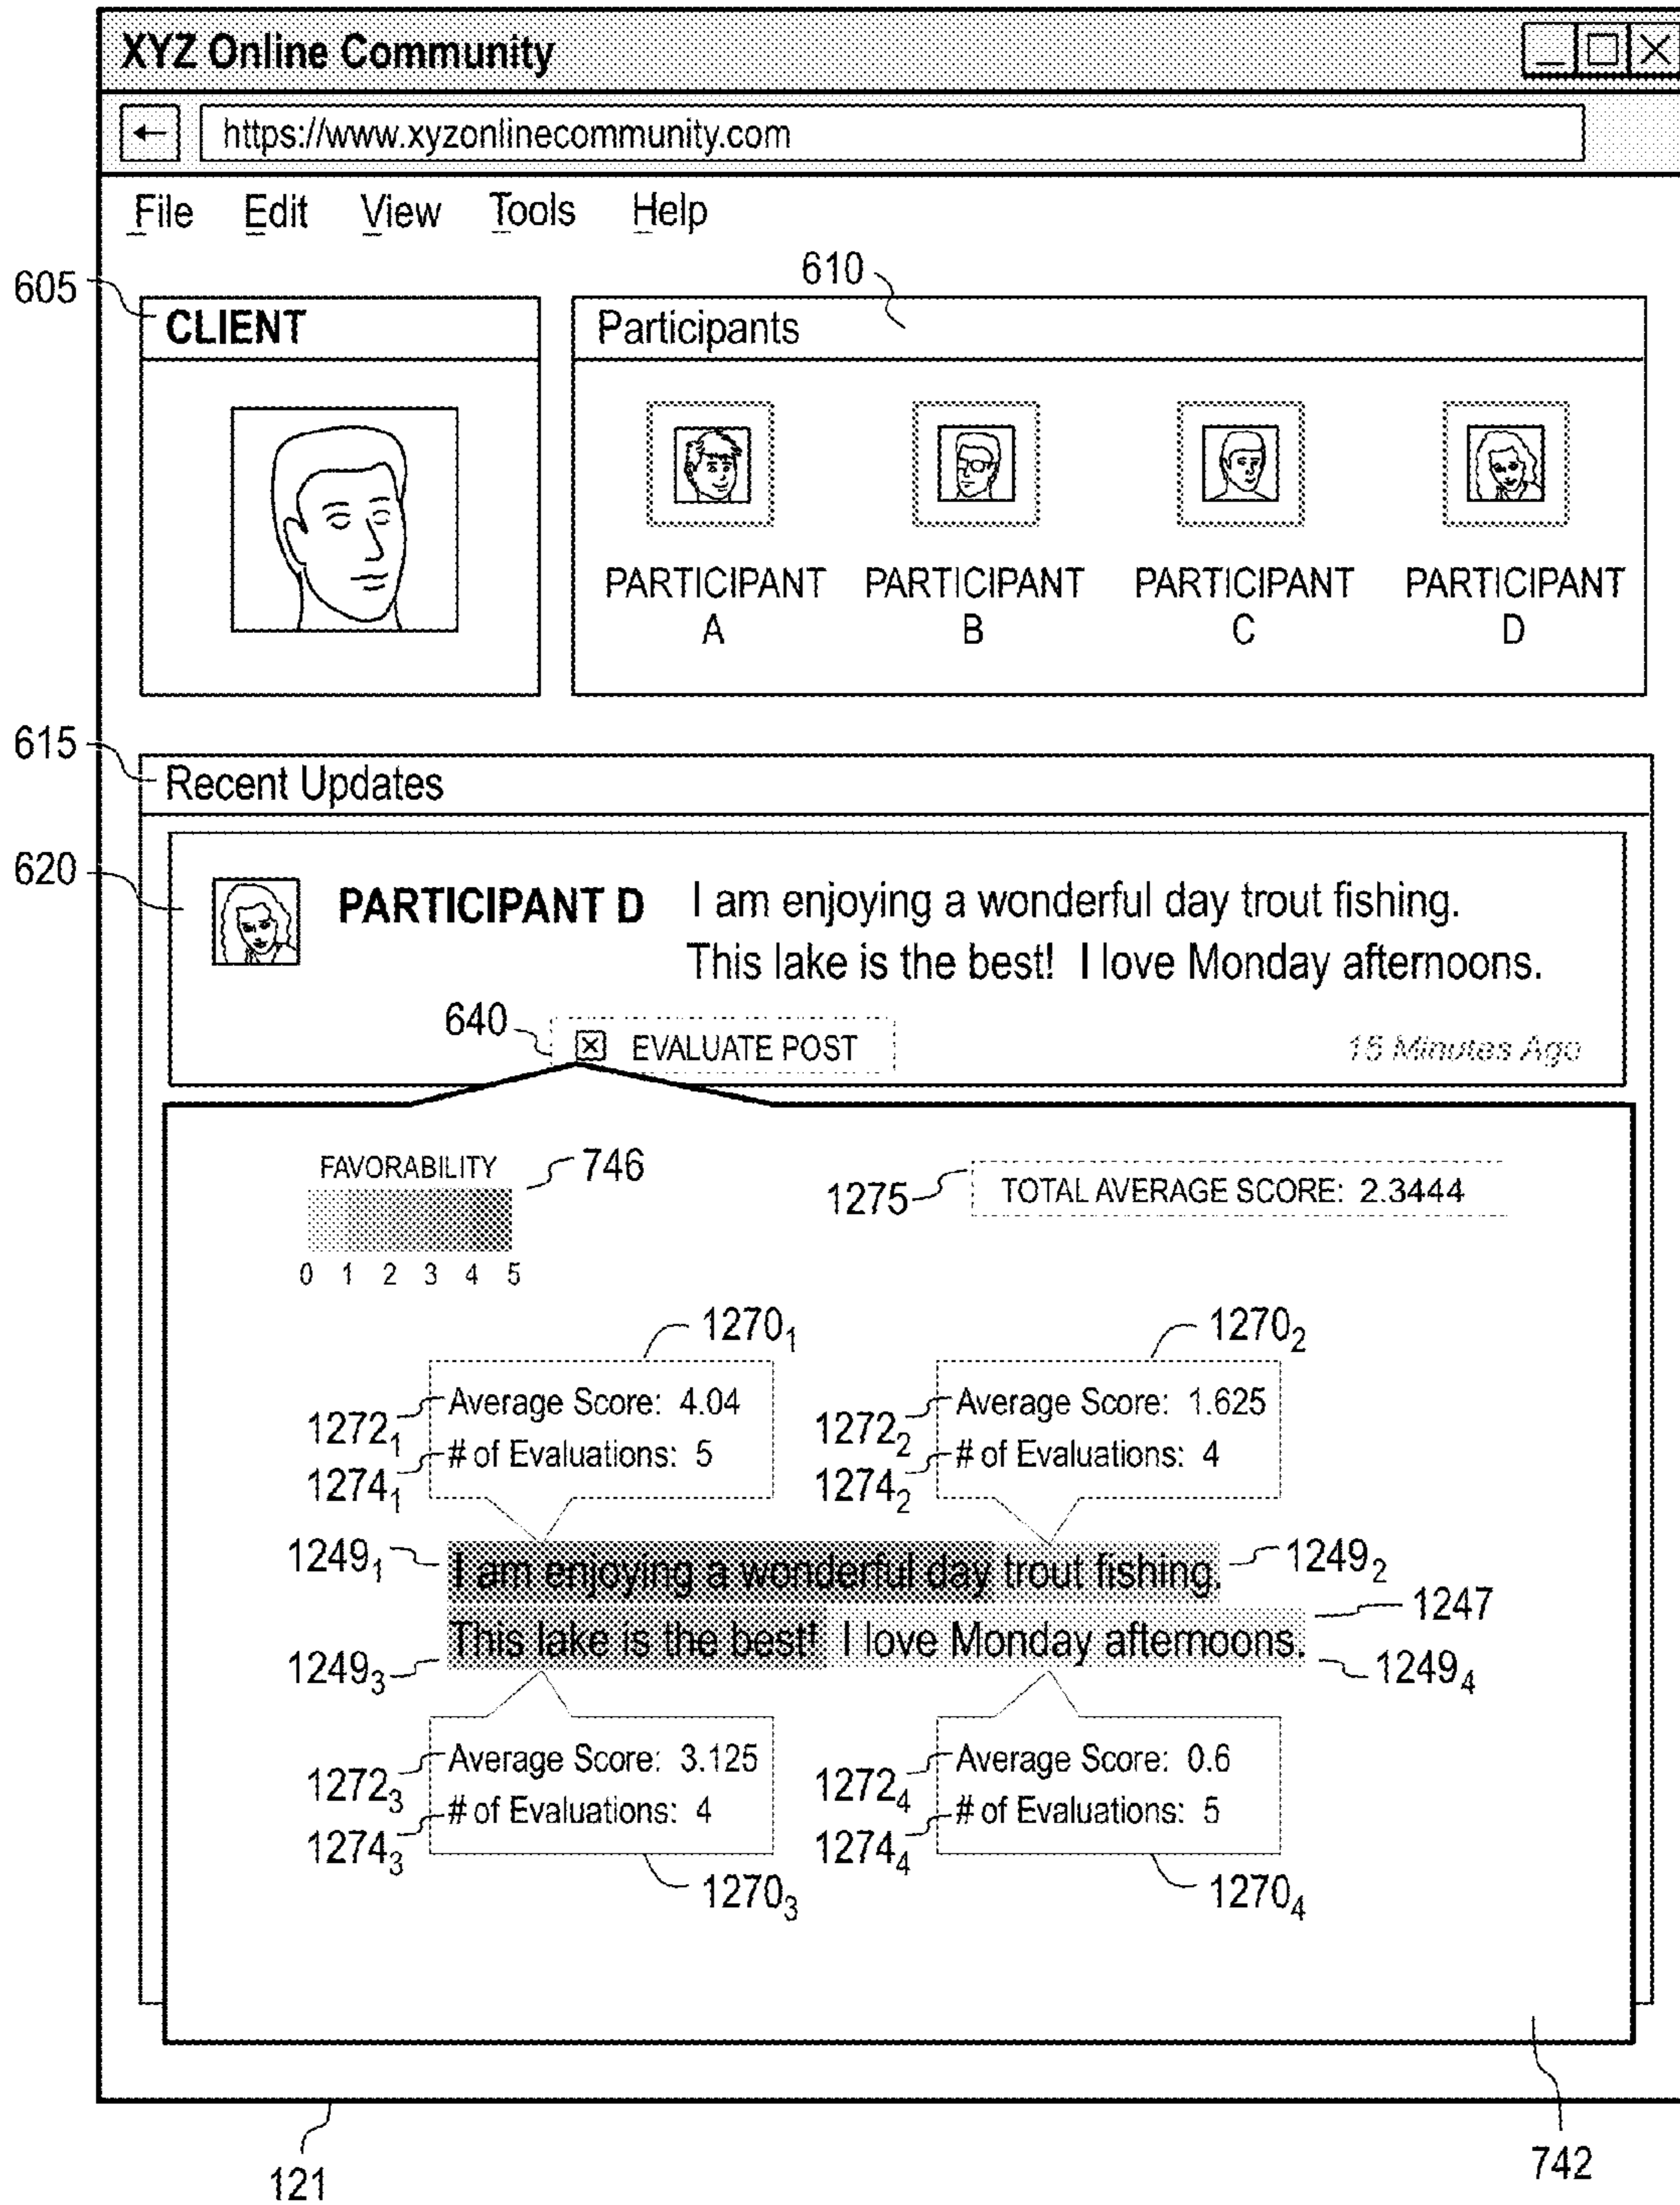 XYZ Online Community
https://www.xyzonlinecommunity.com
File Edit View Tools Help
605
610
CLIENT
Participants
PARTICIPANT A
PARTICIPANT B
PARTICIPANT C
PARTICIPANT D
615
Recent Updates
620
PARTICIPANT D
I am enjoying a wonderful day trout fishing.
This lake is the best! I love Monday afternoons.
640
EVALUATE POST
15 Minutes Ago
FAVORABILITY
746
0 1 2 3 4 5
1275
TOTAL AVERAGE SCORE: 2.3444
1270₁
1270₂
1272₁
Average Score: 4.04
1274₁
# of Evaluations: 5
1272₂
Average Score: 1.625
1274₂
# of Evaluations: 4
1249₁
I am enjoying a wonderful day trout fishing.
1249₂
1247
1249₃
This lake is the best! I love Monday afternoons.
1249₄
1272₃
Average Score: 3.125
1274₃
# of Evaluations: 4
1272₄
Average Score: 0.6
1274₄
# of Evaluations: 5
1270₃
1270₄
121
742